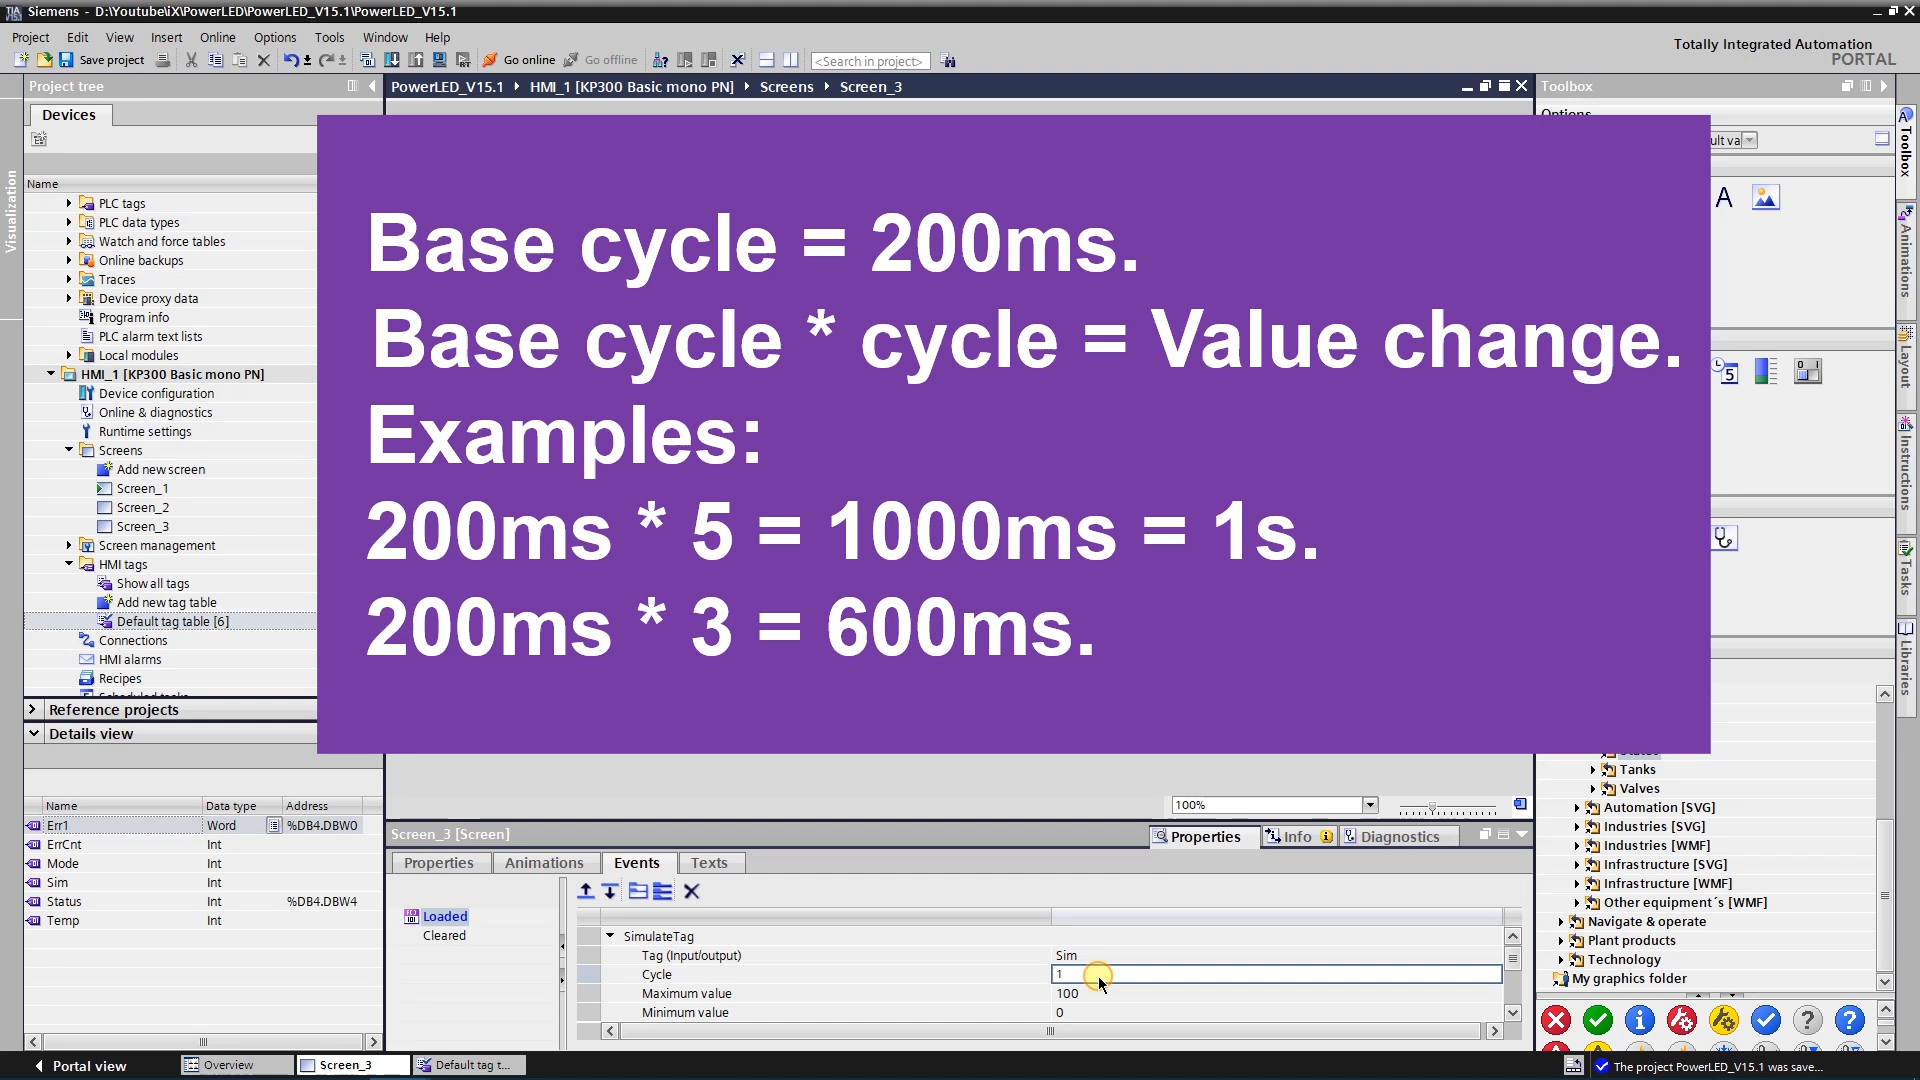 Siemens - D:\Youtube\iX\PowerLED\PowerLED_V15.1\PowerLED_V15.1
Project Edit View Insert Online Options Tools Window Help
Totally Integrated Automation
PORTAL
Save project
Go online
Go offline
<Search in project>
Project tree
PowerLED_V15.1 HMI_1 [KP300 Basic mono PN] Screens Screen_3
Toolbox
Devices
Options
Visualization
Name
PLC tags
PLC data types
Watch and force tables
Online backups
Traces
Device proxy data
Program info
PLC alarm text lists
Local modules
HMI_1 [KP300 Basic mono PN]
Device configuration
Online & diagnostics
Runtime settings
Screens
Add new screen
Screen_1
Screen_2
Screen_3
Screen management
HMI tags
Show all tags
Add new tag table
Default tag table [6]
Connections
HMI alarms
Recipes
Base cycle = 200ms.
Base cycle * cycle = Value change.
Examples:
200ms * 5 = 1000ms = 1s.
200ms * 3 = 600ms.
Toolbox
Animations
Layout
Instructions
Tasks
Libraries
Reference projects
Details view
Name Data type Address
Err1 Word %DB4.DBW0
ErrCnt Int
Mode Int
Sim Int
Status Int %DB4.DBW4
Temp Int
100%
Screen_3 [Screen]
Properties Info Diagnostics
Properties Animations Events Texts
Loaded
Cleared
SimulateTag
Tag (Input/output) Sim
Cycle 1
Maximum value 100
Minimum value 0
Tanks
Valves
Automation [SVG]
Industries [SVG]
Industries [WMF]
Infrastructure [SVG]
Infrastructure [WMF]
Other equipment´s [WMF]
Navigate & operate
Plant products
Technology
My graphics folder
Portal view
Overview
Screen_3
Default tag t...
The project PowerLED_V15.1 was save...